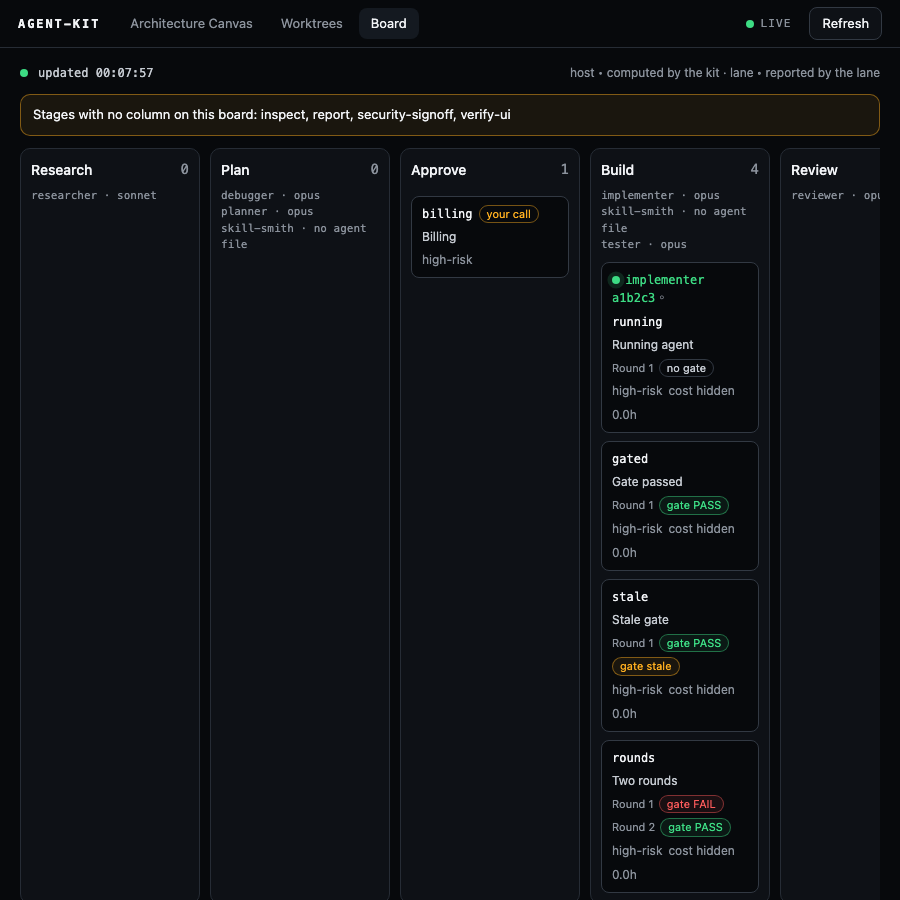 AGENT-KIT Architecture Canvas Worktrees Board LIVE Refresh
updated 00:07:57 host • computed by the kit · lane • reported by the lane
Stages with no column on this board: inspect, report, security-signoff, verify-ui
Research 0
researcher · sonnet
Plan 0
debugger · opus
planner · opus
skill-smith · no agent
file
Approve 1
billing your call
Billing
high-risk
Build 4
implementer · opus
skill-smith · no agent
file
tester · opus
implementer
a1b2c3
running
Running agent
Round 1 no gate
high-risk cost hidden
0.0h
gated
Gate passed
Round 1 gate PASS
high-risk cost hidden
0.0h
stale
Stale gate
Round 1 gate PASS
gate stale
high-risk cost hidden
0.0h
rounds
Two rounds
Round 1 gate FAIL
Round 2 gate PASS
high-risk cost hidden
0.0h
Review
reviewer ·